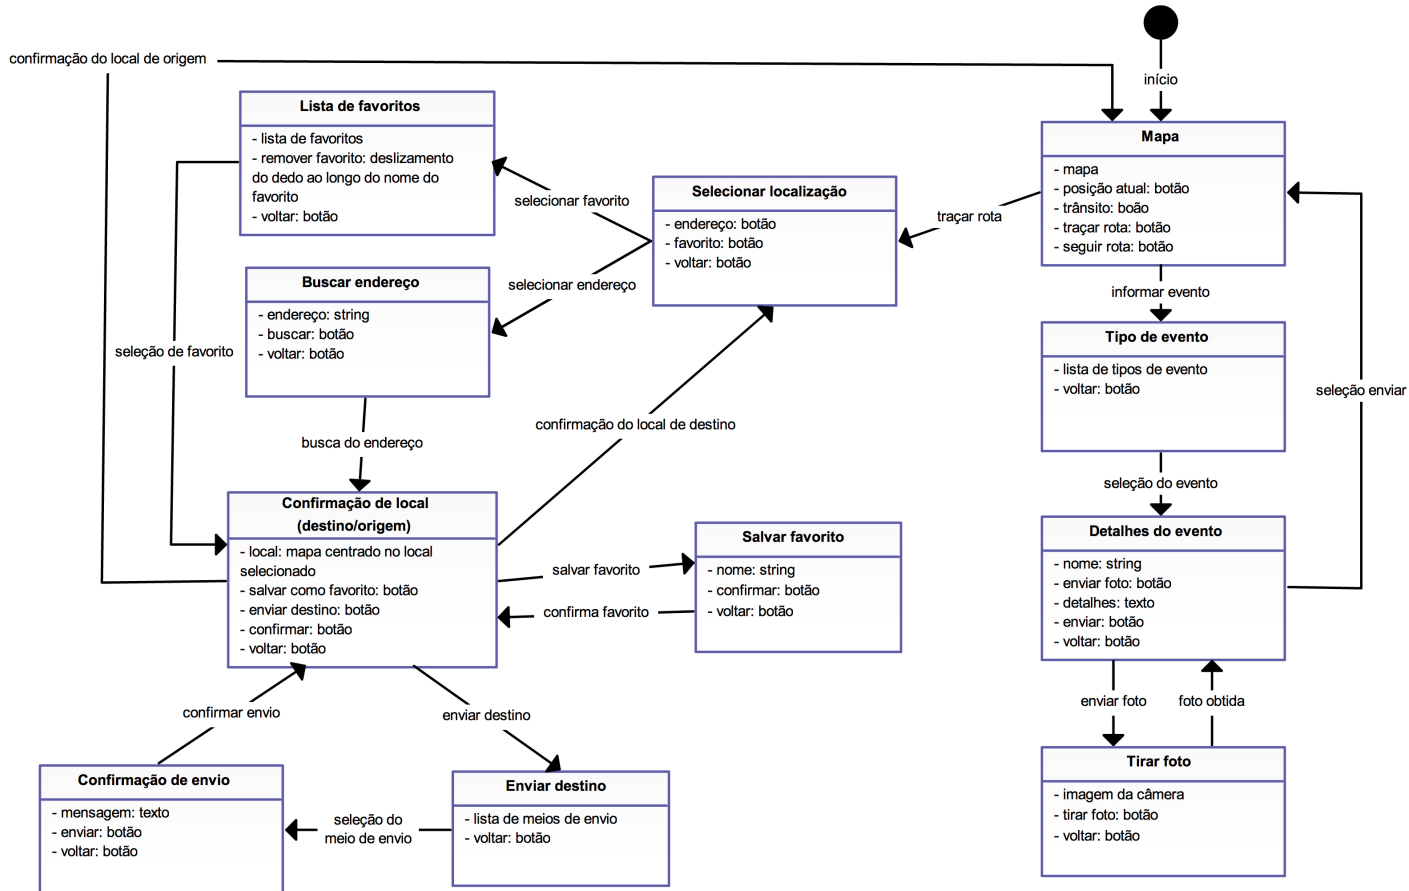 confirmação do local de origem
início
Lista de favoritos
- lista de favoritos
- remover favorito: deslizamento
do dedo ao longo do nome do
favorito
- voltar: botão
Mapa
- mapa
- posição atual: botão
- trânsito: boão
- traçar rota: botão
- seguir rota: botão
Selecionar localização
- endereço: botão
- favorito: botão
- voltar: botão
selecionar favorito
traçar rota
selecionar endereço
Buscar endereço
- endereço: string
- buscar: botão
- voltar: botão
informar evento
Tipo de evento
- lista de tipos de evento
- voltar: botão
seleção de favorito
seleção enviar
busca do endereço
confirmação do local de destino
seleção do evento
Confirmação de local
(destino/origem)
- local: mapa centrado no local
selecionado
- salvar como favorito: botão
- enviar destino: botão
- confirmar: botão
- voltar: botão
salvar favorito
confirma favorito
Salvar favorito
- nome: string
- confirmar: botão
- voltar: botão
Detalhes do evento
- nome: string
- enviar foto: botão
- detalhes: texto
- enviar: botão
- voltar: botão
confirmar envio
enviar destino
enviar foto
foto obtida
Confirmação de envio
- mensagem: texto
- enviar: botão
- voltar: botão
seleção do
meio de envio
Enviar destino
- lista de meios de envio
- voltar: botão
Tirar foto
- imagem da câmera
- tirar foto: botão
- voltar: botão